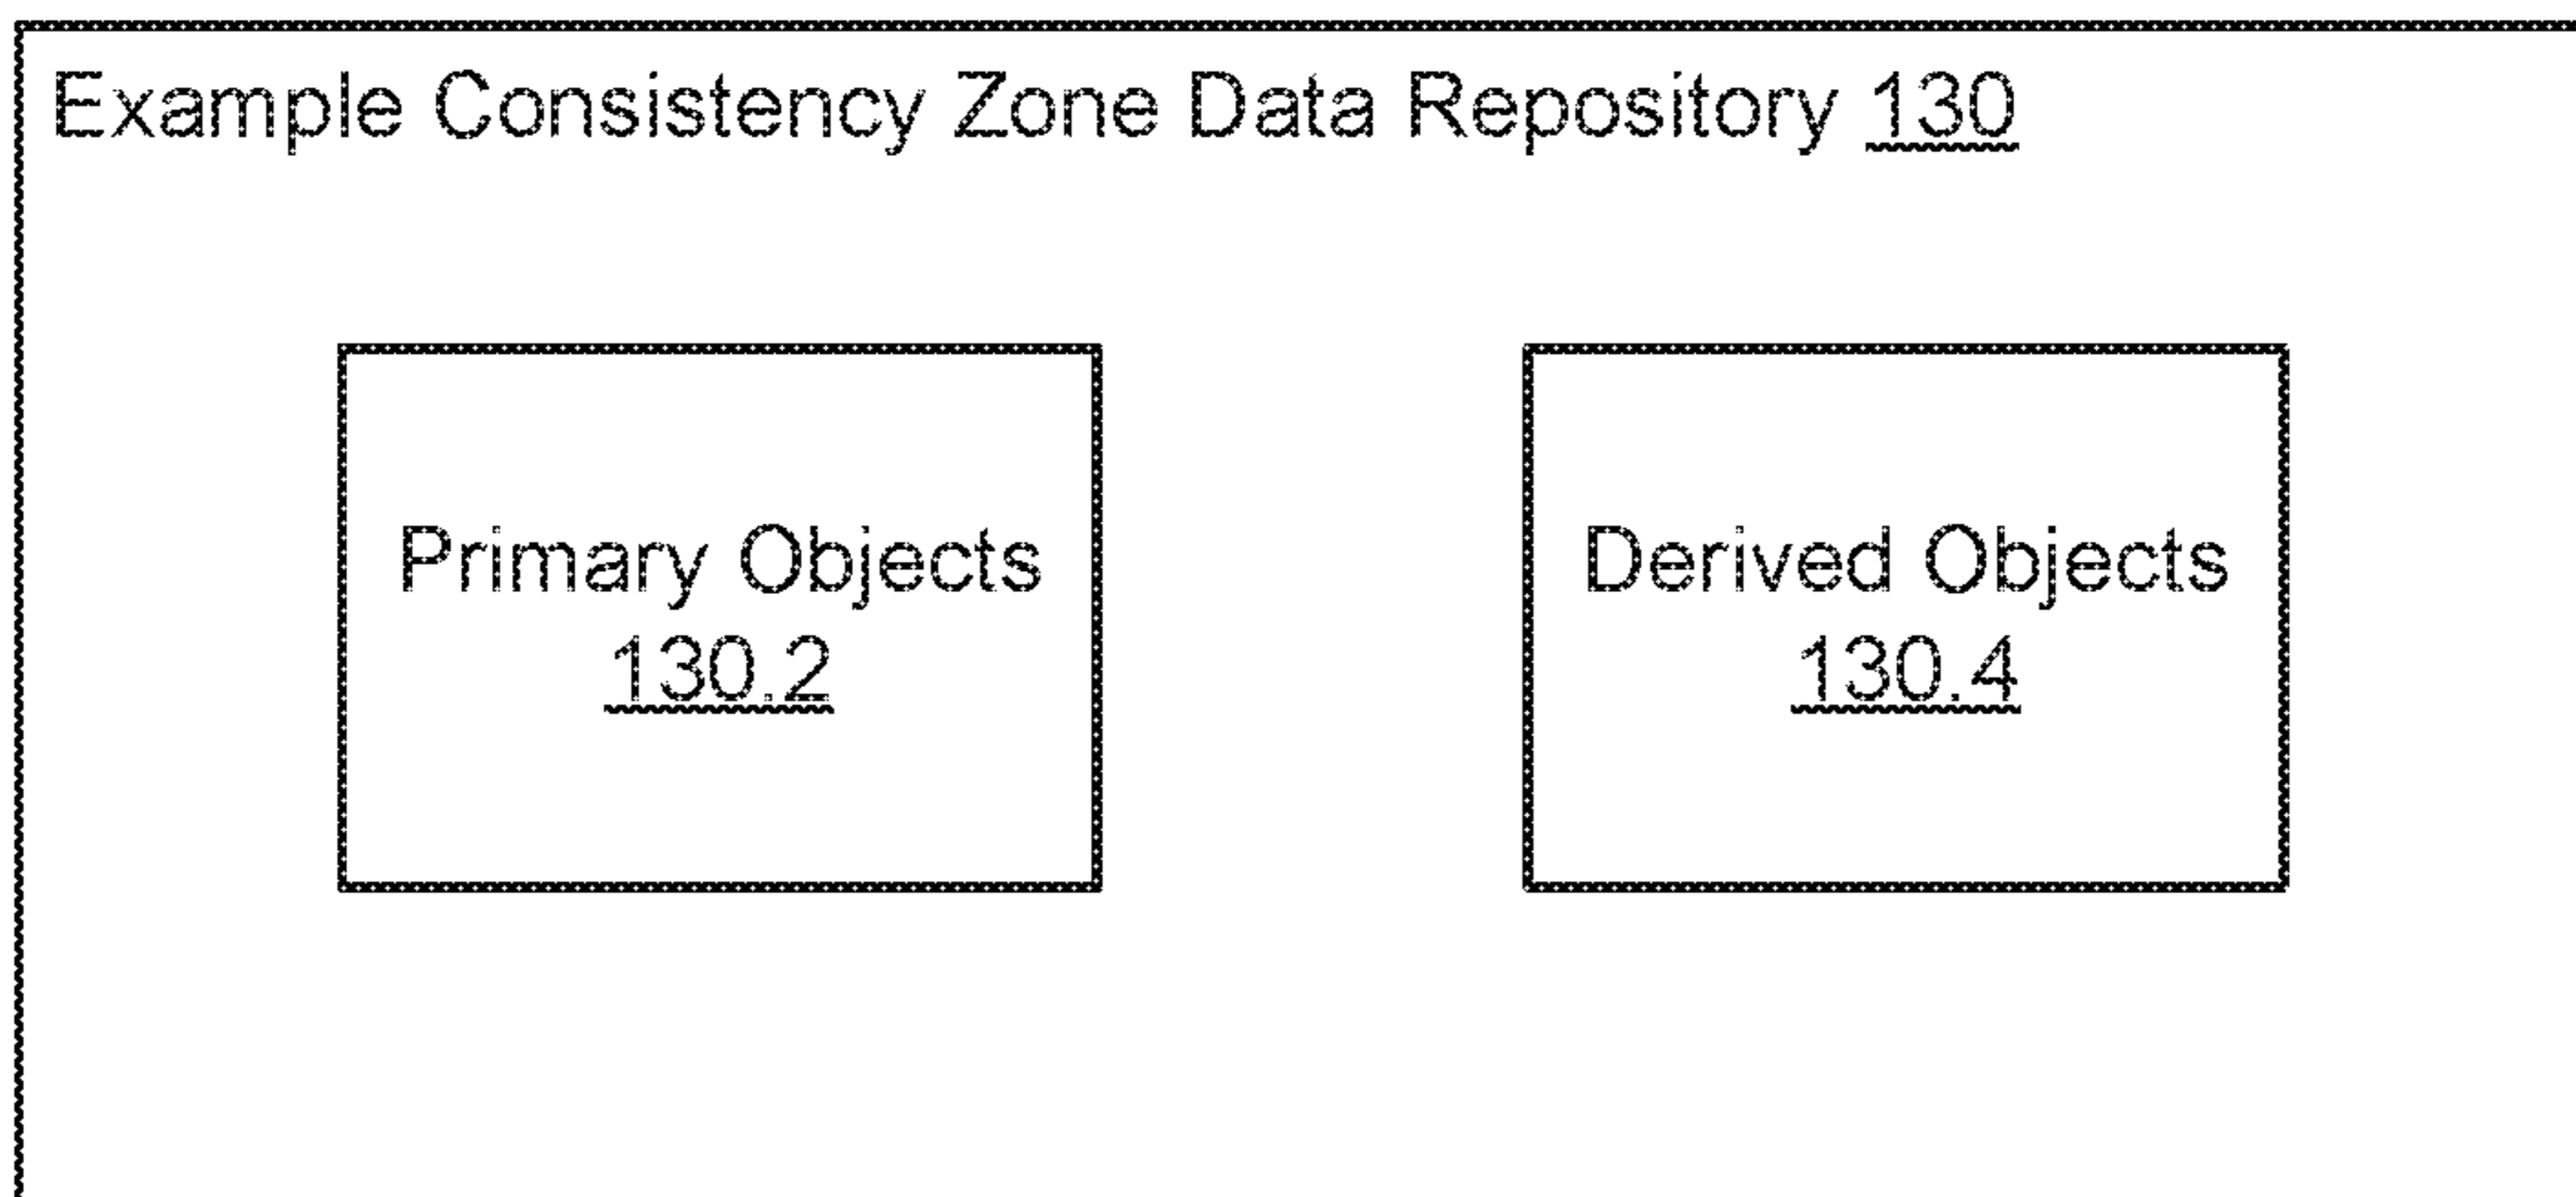 Example Consistency Zone Data Repository 130
Primary Objects
130.2
Derived Objects
130.4